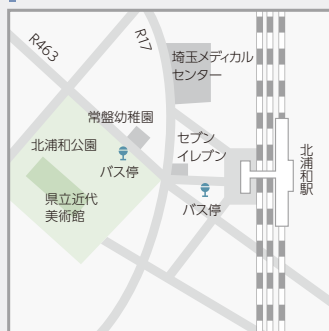 R463
R17
埼玉メディカル
センター
常盤幼稚園
セブン
イレブン
北浦和公園
バス停
北浦和駅
県立近代
美術館
バス停